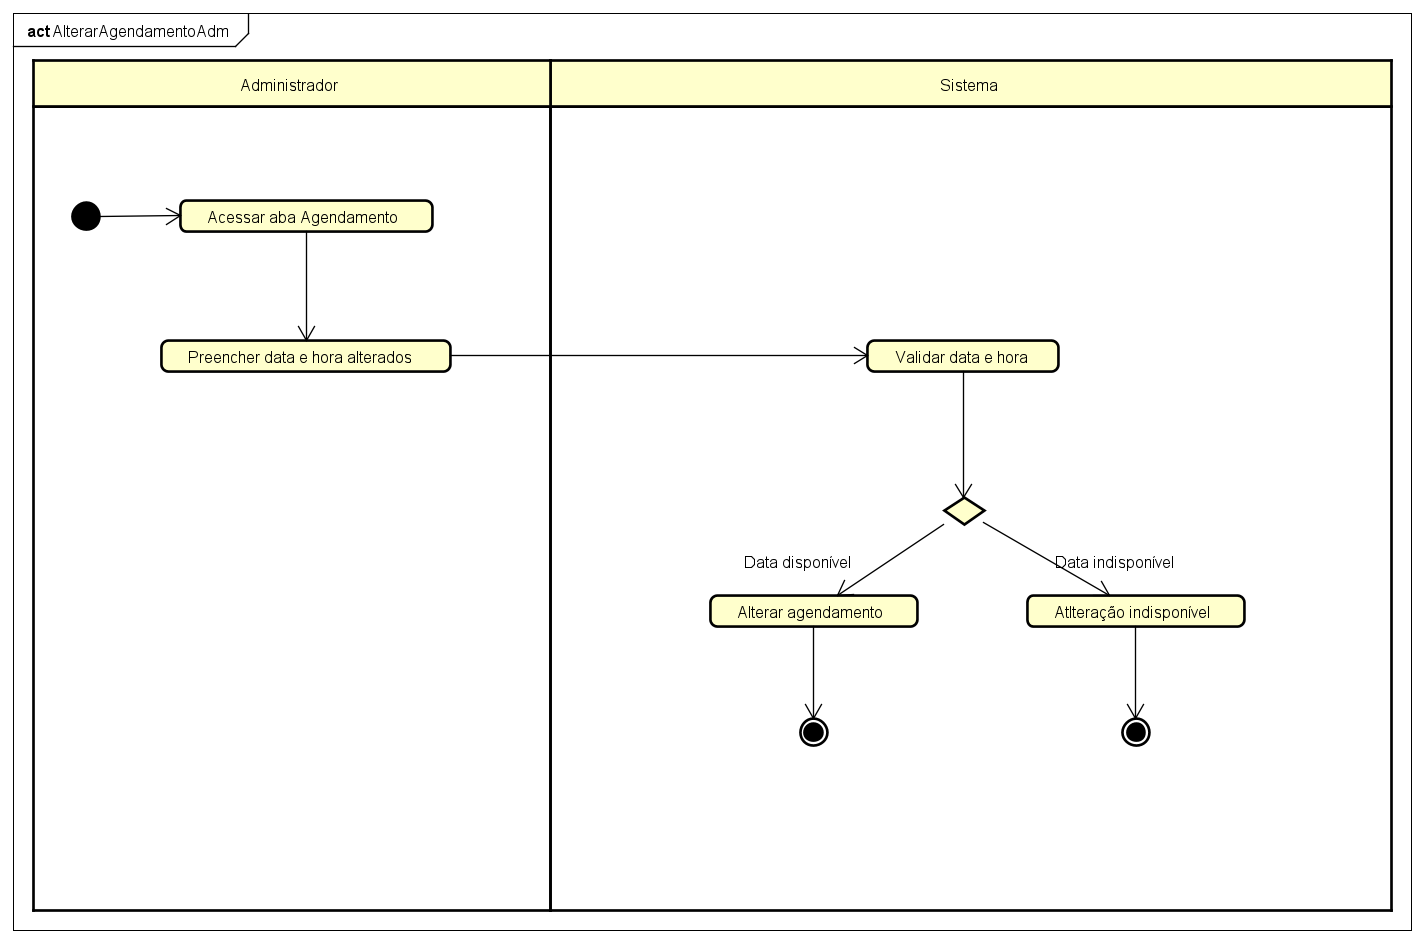 act AlterarAgendamentoAdm
Administrador
Sistema
Acessar aba Agendamento
Preencher data e hora alterados
Validar data e hora
Data disponível
Data indisponível
Alterar agendamento
Atlteração indisponível